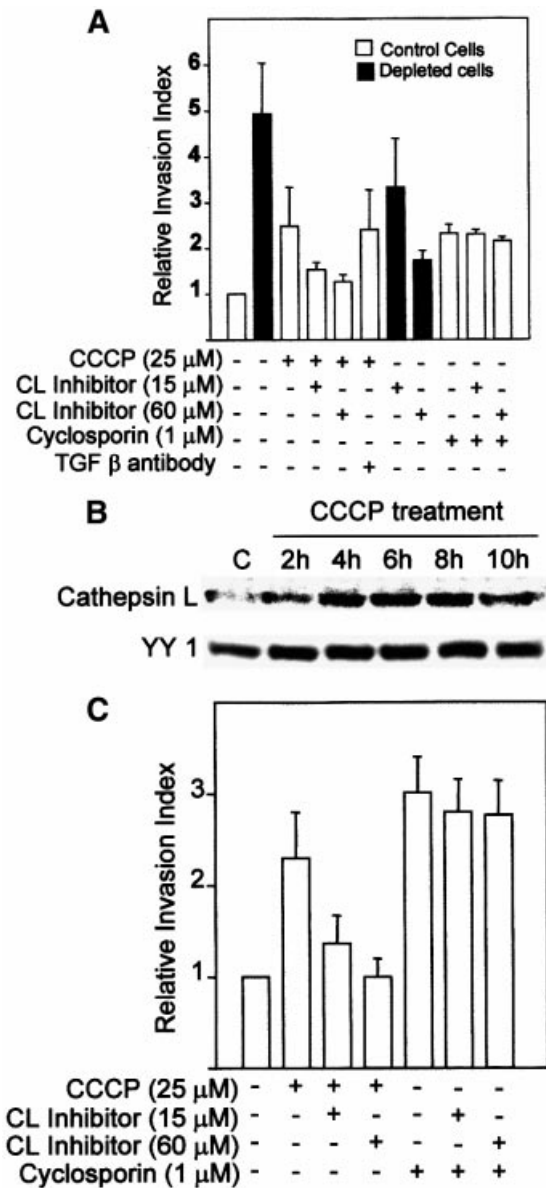 A
Control Cells
Depleted cells
Relative Invasion Index
6
5
4
3
2
1
CCCP (25 μM) - - + + + + - - - - -
CL Inhibitor (15 μM) - - - + - - + - - + -
CL Inhibitor (60 μM) - - - - + - - + - - +
Cyclosporin (1 μM) - - - - - - - - + + +
TGF β antibody - - - - - + - - - - -
B
CCCP treatment
C 2h 4h 6h 8h 10h
Cathepsin L
YY 1
C
Relative Invasion Index
3
2
1
CCCP (25 μM) - + + + - - -
CL Inhibitor (15 μM) - - + - - + -
CL Inhibitor (60 μM) - - - + - - +
Cyclosporin (1 μM) - - - - + + +